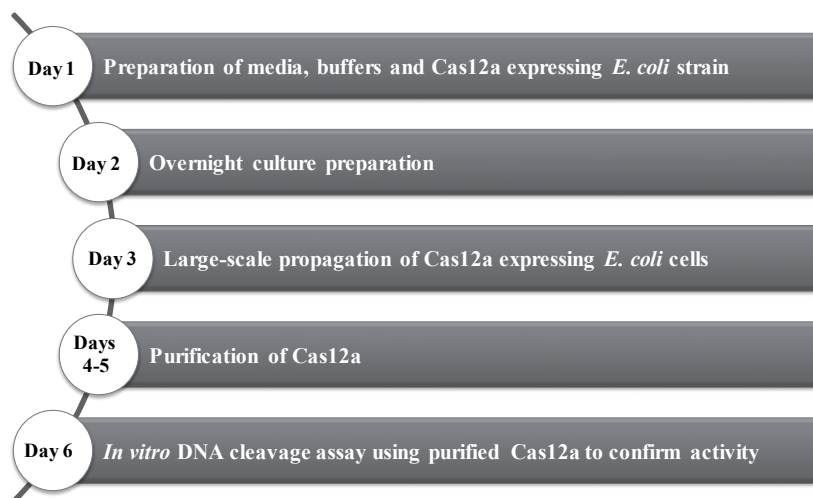 Day 1
Preparation of media, buffers and Cas12a expressing E. coli strain
Day 2
Overnight culture preparation
Day 3
Large-scale propagation of Cas12a expressing E. coli cells
Days
4-5
Purification of Cas12a
Day 6
In vitro DNA cleavage assay using purified Cas12a to confirm activity